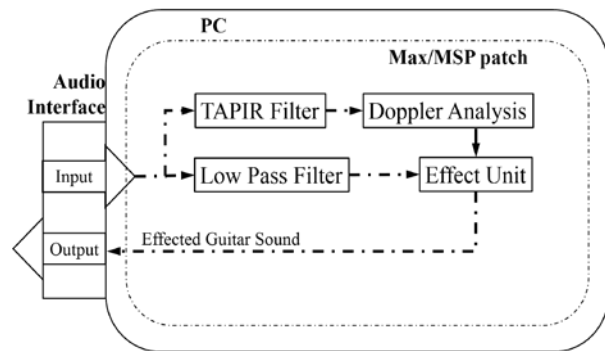 PC
Max/MSP patch
Audio
Interface
TAPIR Filter
Doppler Analysis
Input
Low Pass Filter
Effect Unit
Output
Effected Guitar Sound